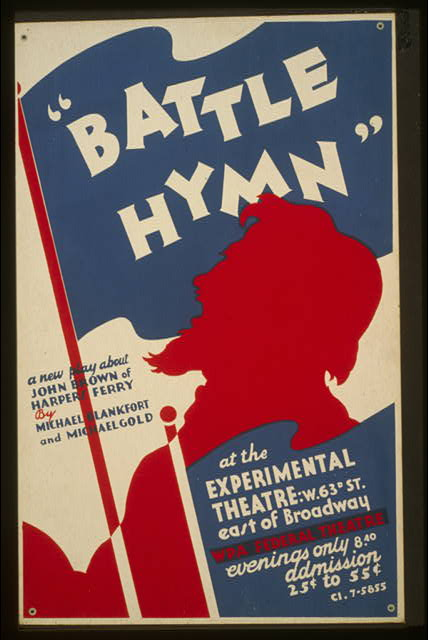 "BATTLE
HYMN"
a new play about
JOHN BROWN of
HARPERS FERRY
By
MICHAEL BLANKFORT
and MICHAEL GOLD
at the
EXPERIMENTAL
THEATRE: W. 63D ST.
east of Broadway
WPA FEDERAL THEATRE
evenings only 8:40
admission
25¢ to 55¢
CI. 7-5855